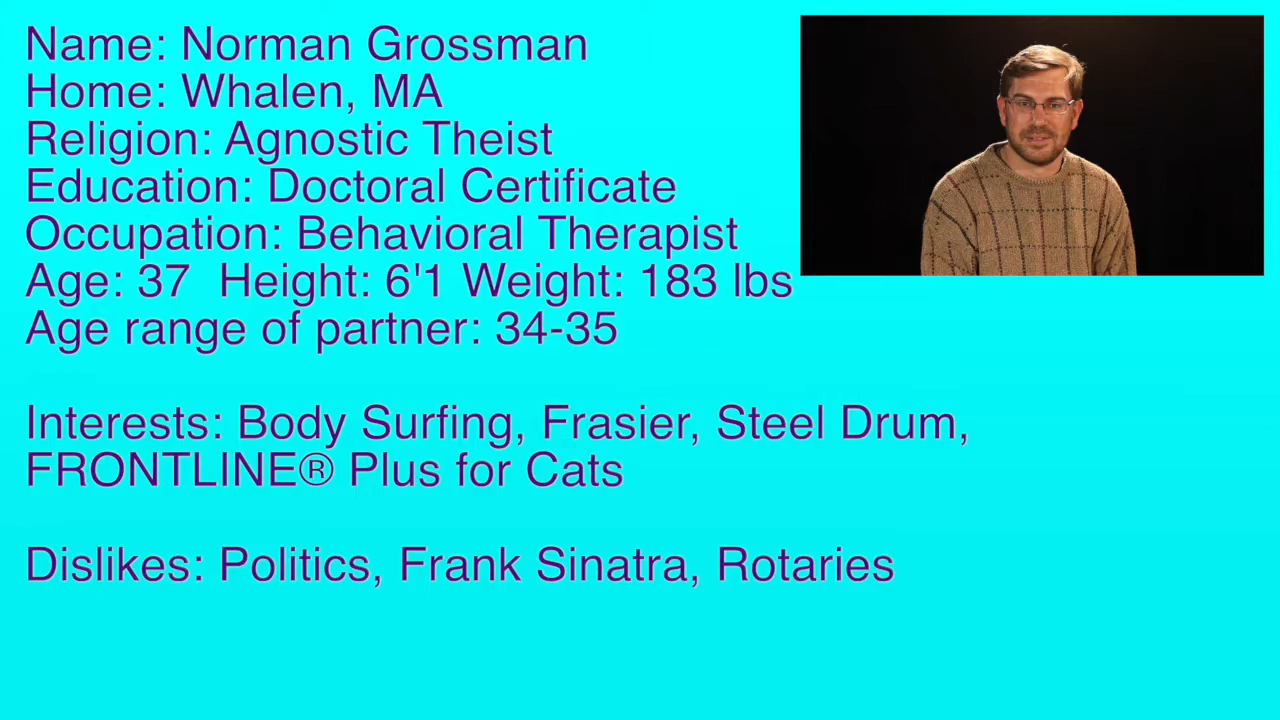 Name: Norman Grossman
Home: Whalen, MA
Religion: Agnostic Theist
Education: Doctoral Certificate
Occupation: Behavioral Therapist
Age: 37  Height: 6'1 Weight: 183 lbs
Age range of partner: 34-35
Interests: Body Surfing, Frasier, Steel Drum,
FRONTLINE® Plus for Cats
Dislikes: Politics, Frank Sinatra, Rotaries